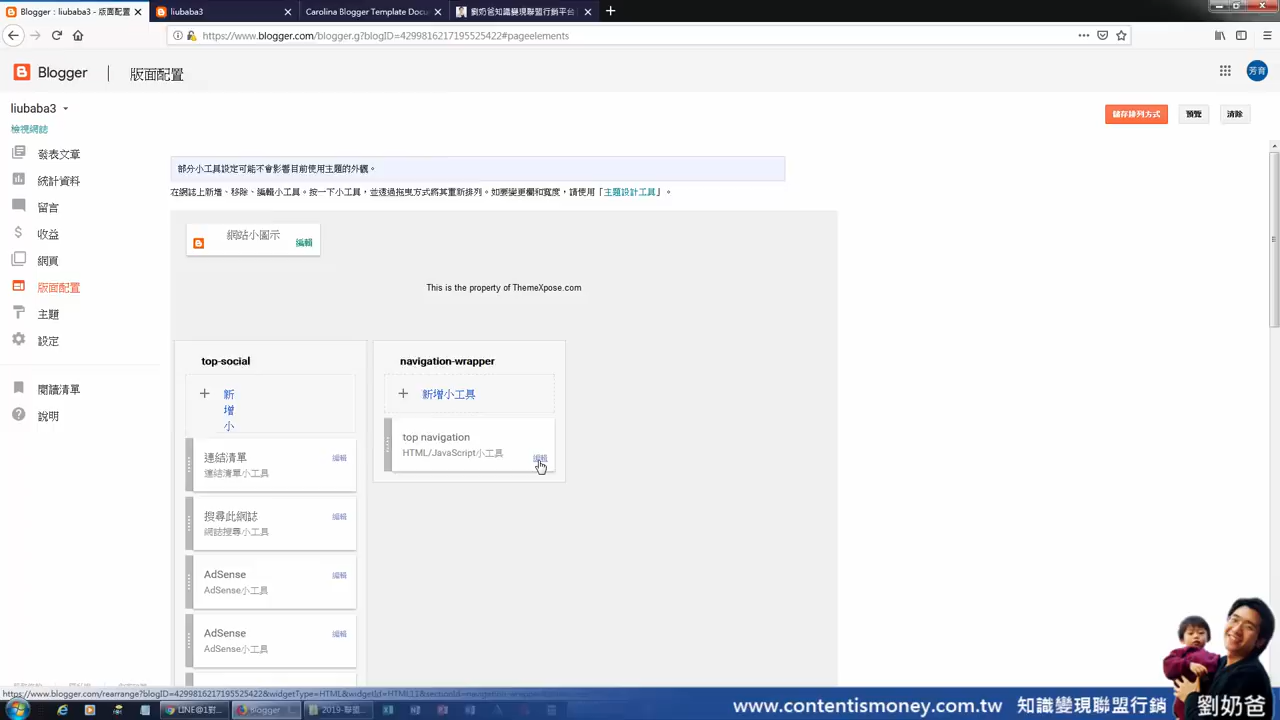 Blogger : liubaba3 - 版面配置
liubaba3
Carolina Blogger Template Docu
劉奶爸知識變現聯盟行銷平台
https://www.blogger.com/blogger.g?blogID=4299816217195525422#pageelements
Blogger
版面配置
芳育
liubaba3
檢視網誌
儲存排列方式
預覽
清除
發表文章
統計資料
留言
收益
網頁
版面配置
主題
設定
閱讀清單
說明
部分小工具設定可能不會影響目前使用主題的外觀。
在網誌上新增、移除、編輯小工具。按一下小工具，並透過拖曳方式將其重新排列。如要變更欄和寬度，請使用「主題設計工具」。
網站小圖示
編輯
This is the property of ThemeXpose.com
top-social
新
增
小
連結清單
編輯
連結清單小工具
搜尋此網誌
編輯
網誌搜尋小工具
AdSense
編輯
AdSense小工具
AdSense
編輯
AdSense小工具
navigation-wrapper
新增小工具
top navigation
HTML/JavaScript小工具
編輯
LINE@1對
Blogger
2019-聯盟
www.contentismoney.com.tw 知識變現聯盟行銷
劉奶爸